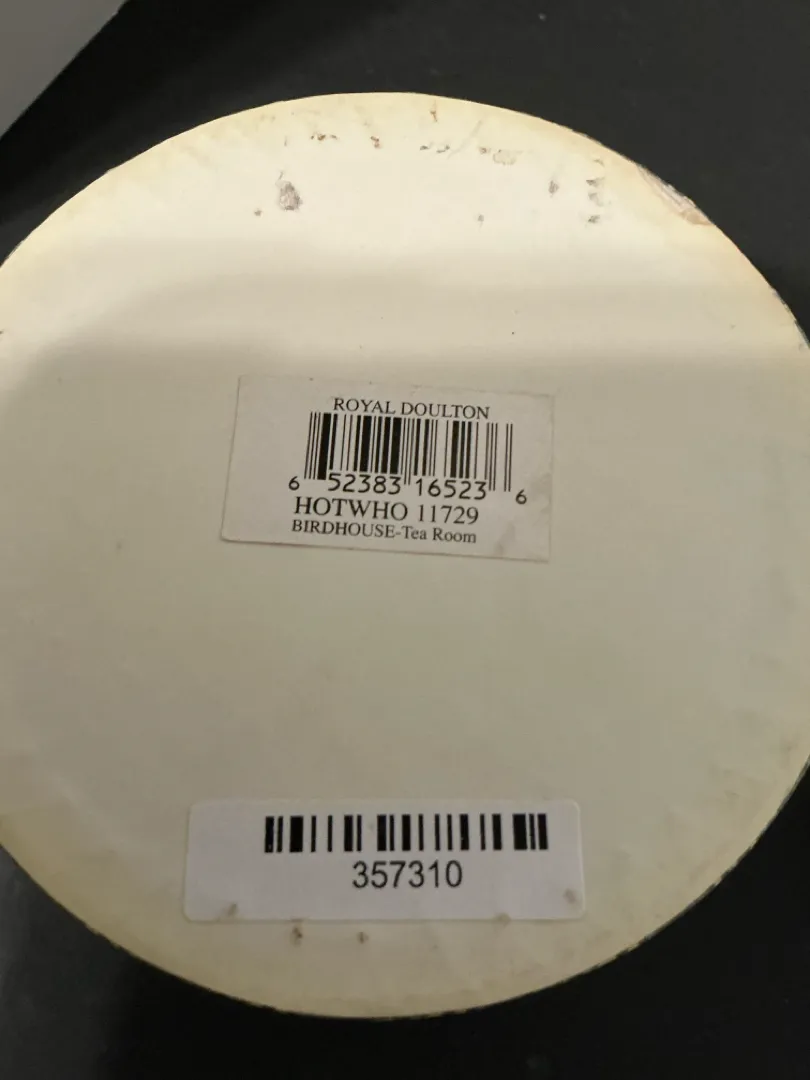 ROYAL DOULTON
6 52383 16523 6
HOTWHO 11729
BIRDHOUSE-Tea Room
357310